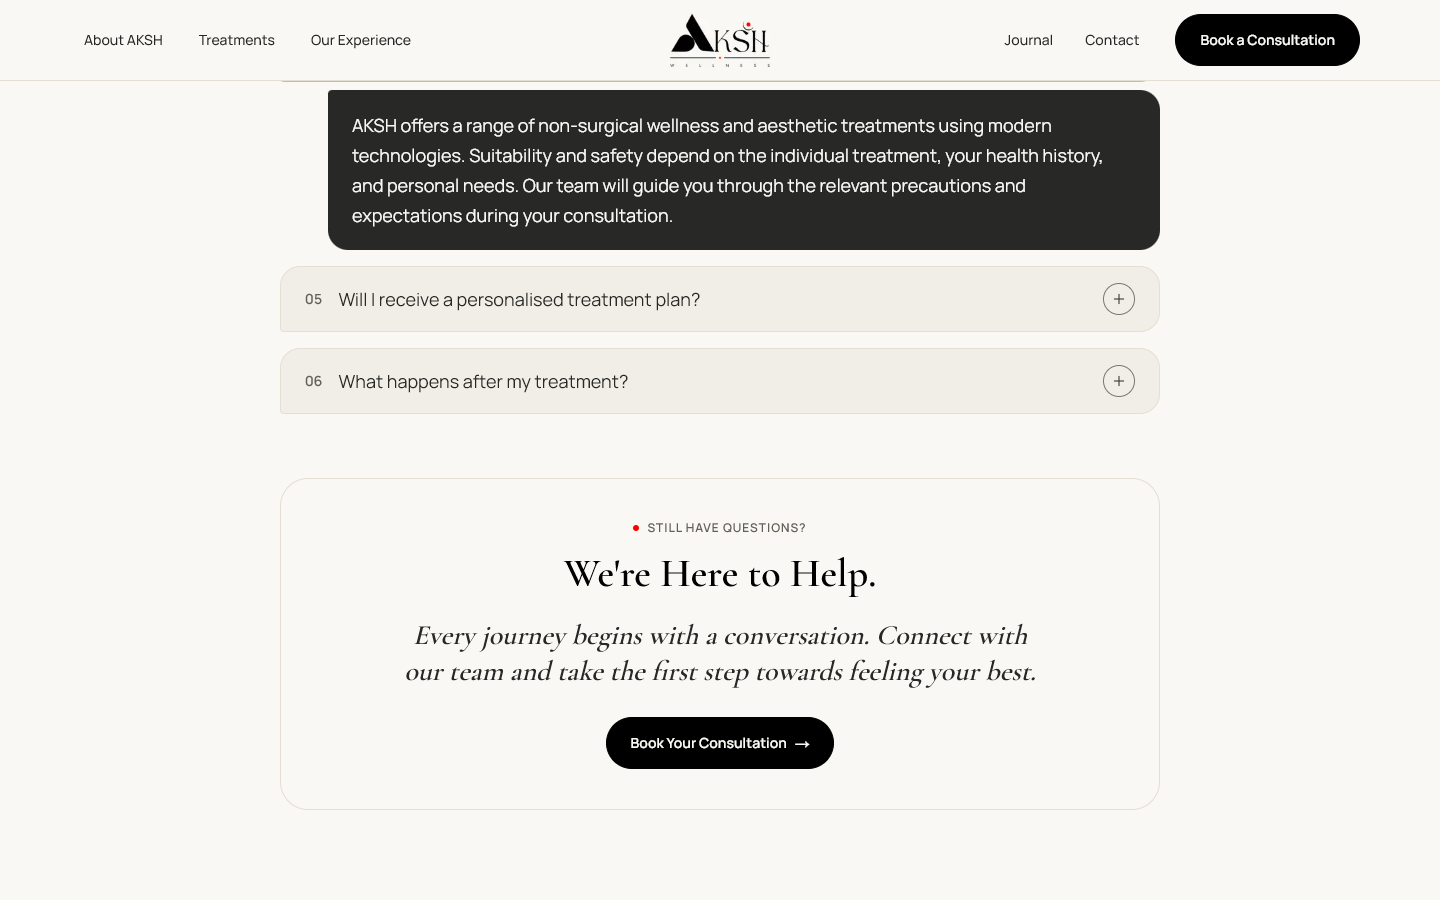 About AKSH
Treatments
Our Experience
AKSH
WELLNESS
Journal
Contact
Book a Consultation
AKSH offers a range of non-surgical wellness and aesthetic treatments using modern
technologies. Suitability and safety depend on the individual treatment, your health history,
and personal needs. Our team will guide you through the relevant precautions and
expectations during your consultation.
05 Will I receive a personalised treatment plan?
06 What happens after my treatment?
STILL HAVE QUESTIONS?
We're Here to Help.
Every journey begins with a conversation. Connect with
our team and take the first step towards feeling your best.
Book Your Consultation →